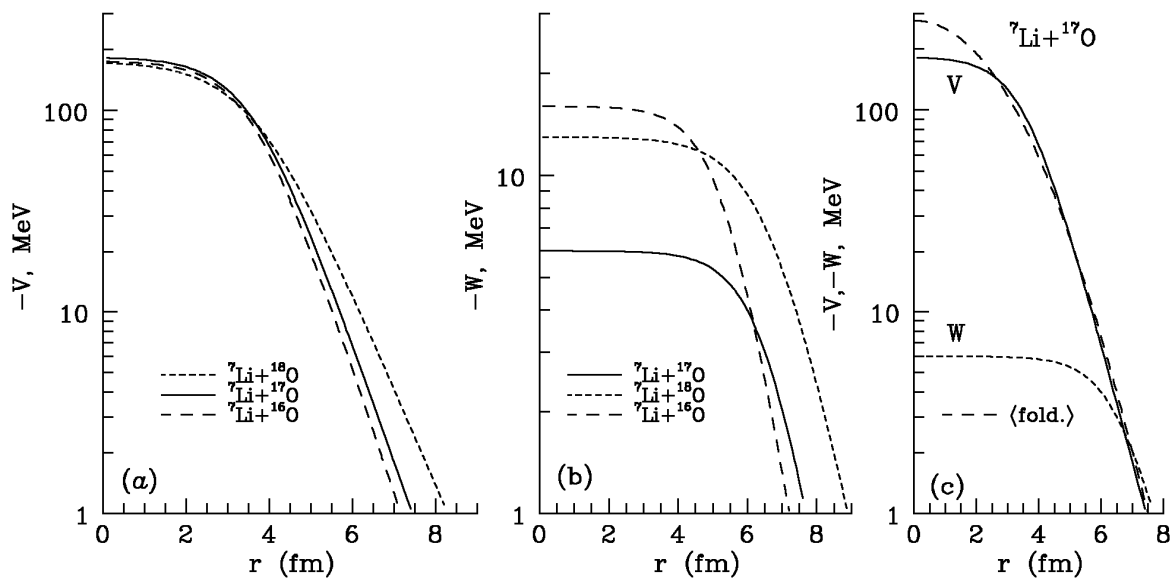 -V, MeV
100
10
1
⁷Li+¹⁸O
⁷Li+¹⁷O
⁷Li+¹⁶O
(a)
0 2 4 6 8
r (fm)
-W, MeV
10
1
⁷Li+¹⁷O
⁷Li+¹⁸O
⁷Li+¹⁶O
(b)
0 2 4 6 8
r (fm)
-V,-W, MeV
100
10
1
⁷Li+¹⁷O
V
W
⟨fold.⟩
(c)
0 2 4 6 8
r (fm)